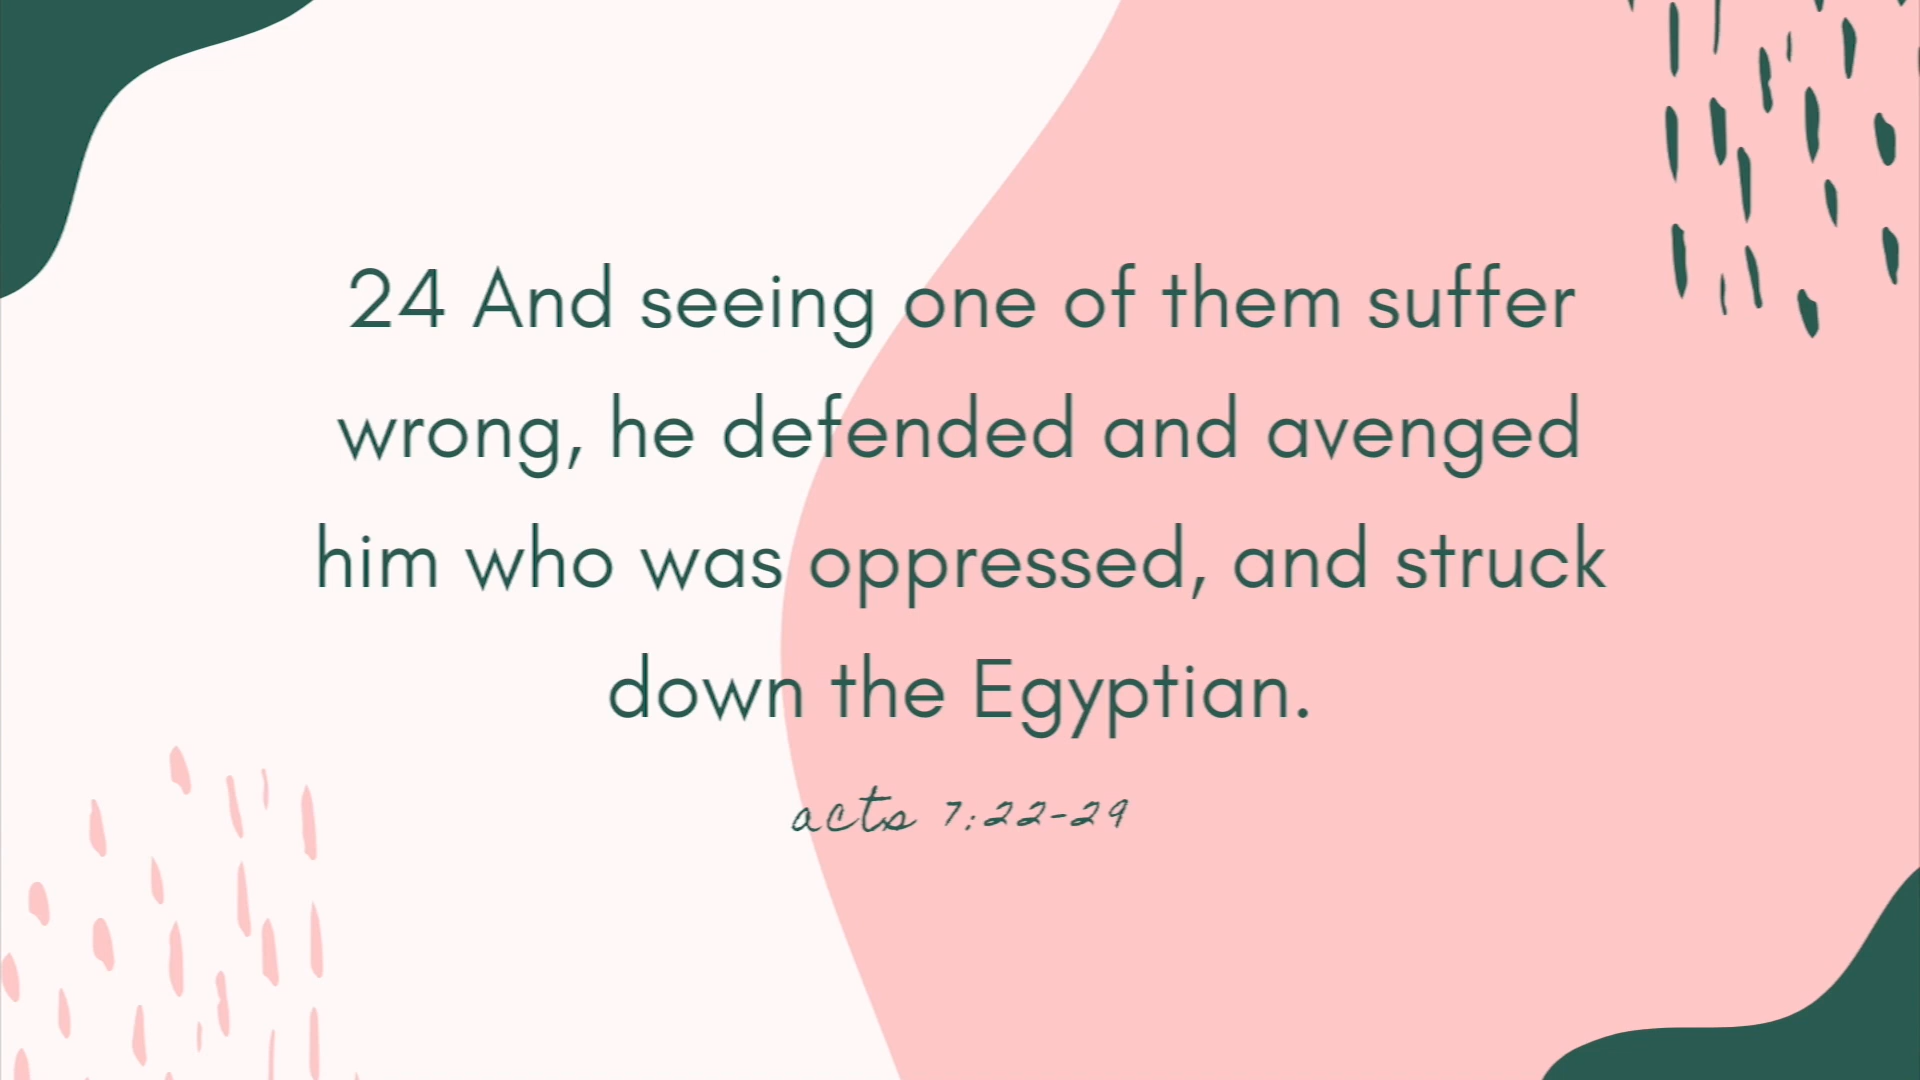 24 And seeing one of them suffer
wrong, he defended and avenged
him who was oppressed, and struck
down the Egyptian.
acts 7:22-29